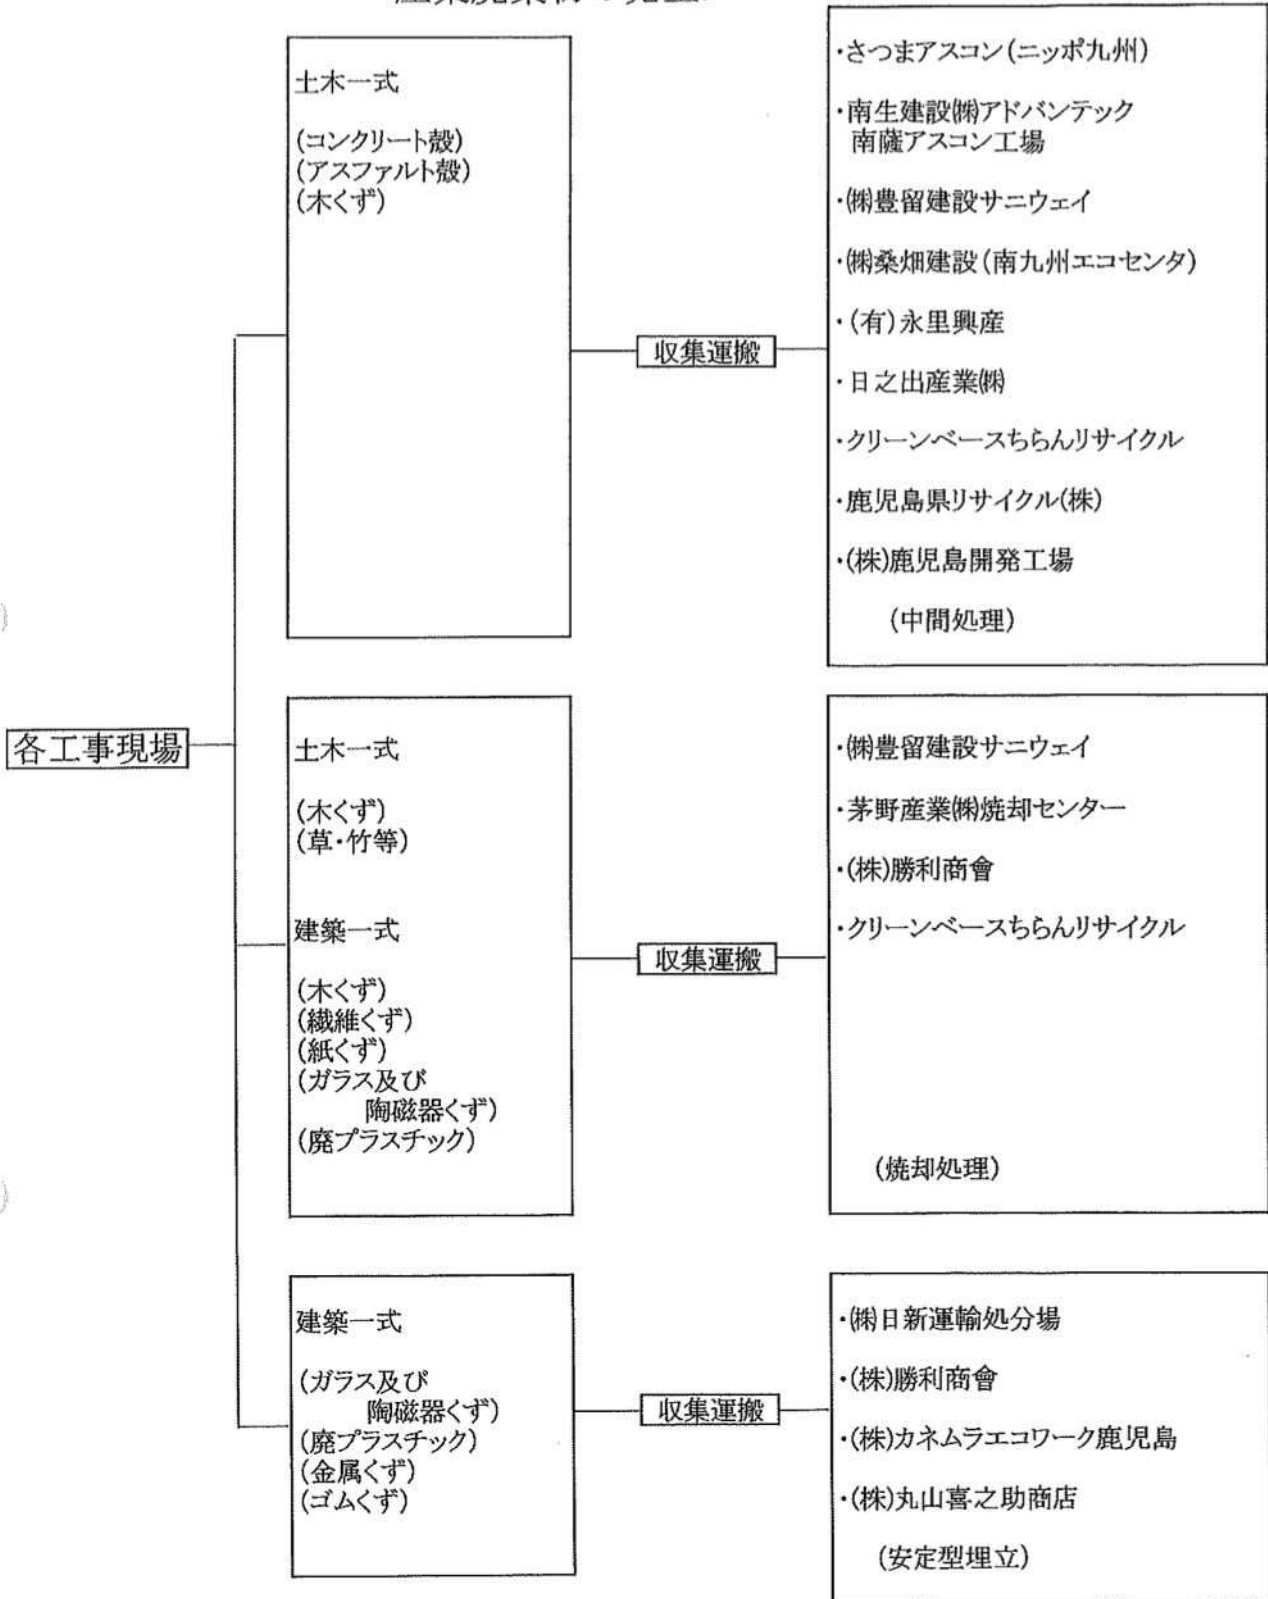 各工事現場
土木一式
(コンクリート殻)
(アスファルト殻)
(木くず)
収集運搬
・さつまアスコン(ニッポ九州)
・南生建設㈱アドバンテック
南薩アスコン工場
・㈱豊留建設サニウェイ
・㈱桑畑建設(南九州エコセンタ)
・(有)永里興産
・日之出産業㈱
・クリーンベースちらんリサイクル
・鹿児島県リサイクル(株)
・(株)鹿児島開発工場
(中間処理)
土木一式
(木くず)
(草・竹等)
建築一式
(木くず)
(繊維くず)
(紙くず)
(ガラス及び
陶磁器くず)
(廃プラスチック)
収集運搬
・㈱豊留建設サニウェイ
・茅野産業㈱焼却センター
・(株)勝利商會
・クリーンベースちらんリサイクル
(焼却処理)
建築一式
(ガラス及び
陶磁器くず)
(廃プラスチック)
(金属くず)
(ゴムくず)
収集運搬
・㈱日新運輸処分場
・(株)勝利商會
・(株)カネムラエコワーク鹿児島
・(株)丸山喜之助商店
(安定型埋立)